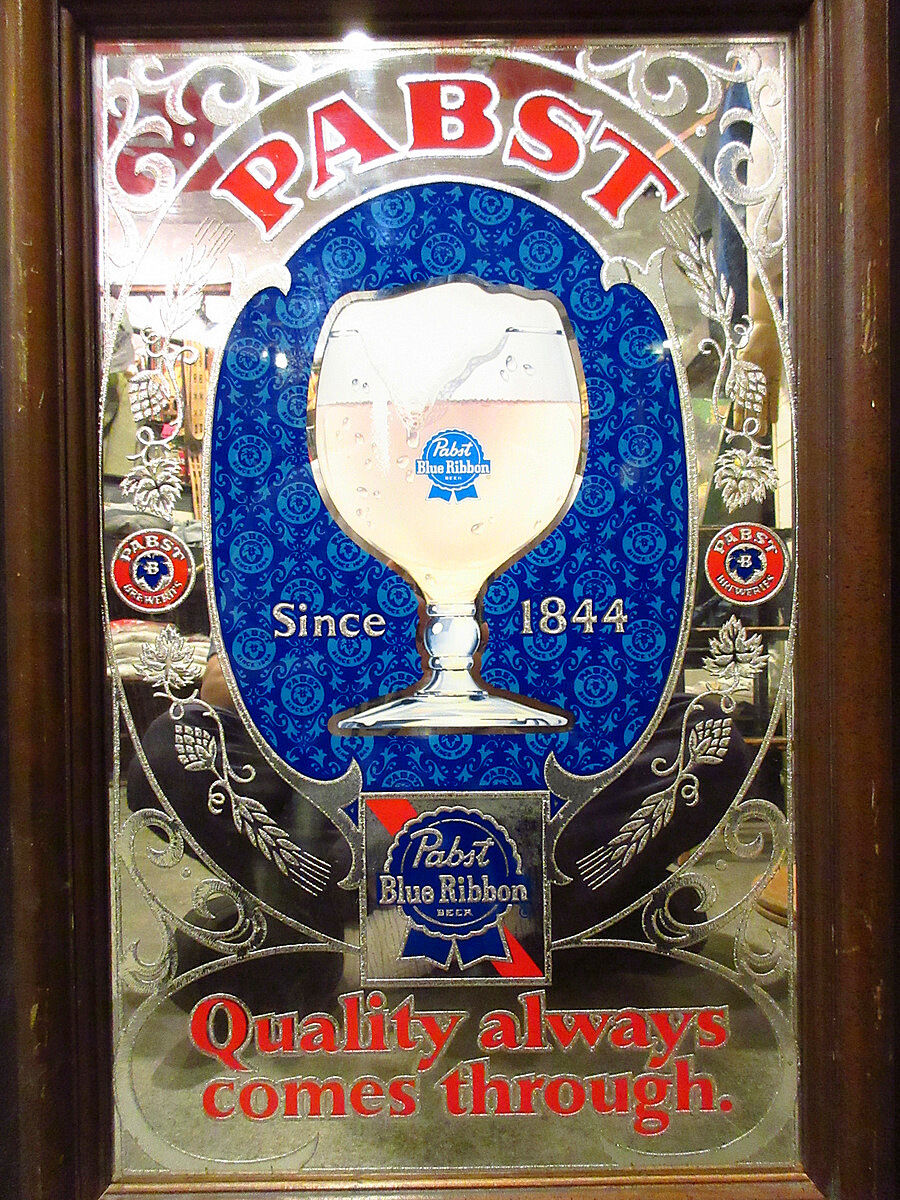 PABST
Pabst
Blue Ribbon
BEER
PABST
B
BREWERIES
PABST
B
BREWERIES
Since 1844
Pabst
Blue Ribbon
BEER
Quality always
comes through.